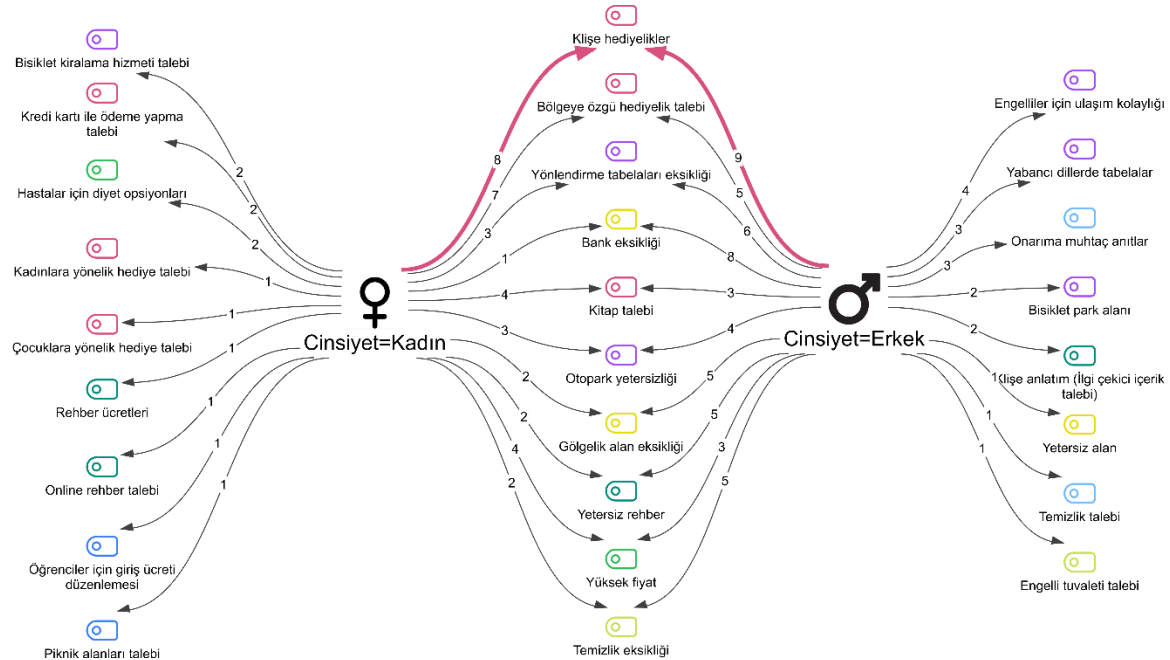 Klişe hediyelikler
Bisiklet kiralama hizmeti talebi
Kredi kartı ile ödeme yapma
talebi
Hastalar için diyet opsiyonları
Kadınlara yönelik hediye talebi
Çocuklara yönelik hediye talebi
Rehber ücretleri
Online rehber talebi
Öğrenciler için giriş ücreti
düzenlemesi
Piknik alanları talebi
2
2
2
1
1
1
1
1
1
Cinsiyet=Kadın
8
7
3
1
4
3
2
2
4
2
Bölgeye özgü hediyelik talebi
Yönlendirme tabelaları eksikliği
Bank eksikliği
Kitap talebi
Otopark yetersizliği
Gölgelik alan eksikliği
Yetersiz rehber
Yüksek fiyat
Temizlik eksikliği
9
5
6
8
3
4
5
5
3
5
Cinsiyet=Erkek
4
3
3
2
2
1
1
1
Engelliler için ulaşım kolaylığı
Yabancı dillerde tabelalar
Onarıma muhtaç anıtlar
Bisiklet park alanı
Klişe anlatım (İlgi çekici içerik
talebi)
Yetersiz alan
Temizlik talebi
Engelli tuvaleti talebi